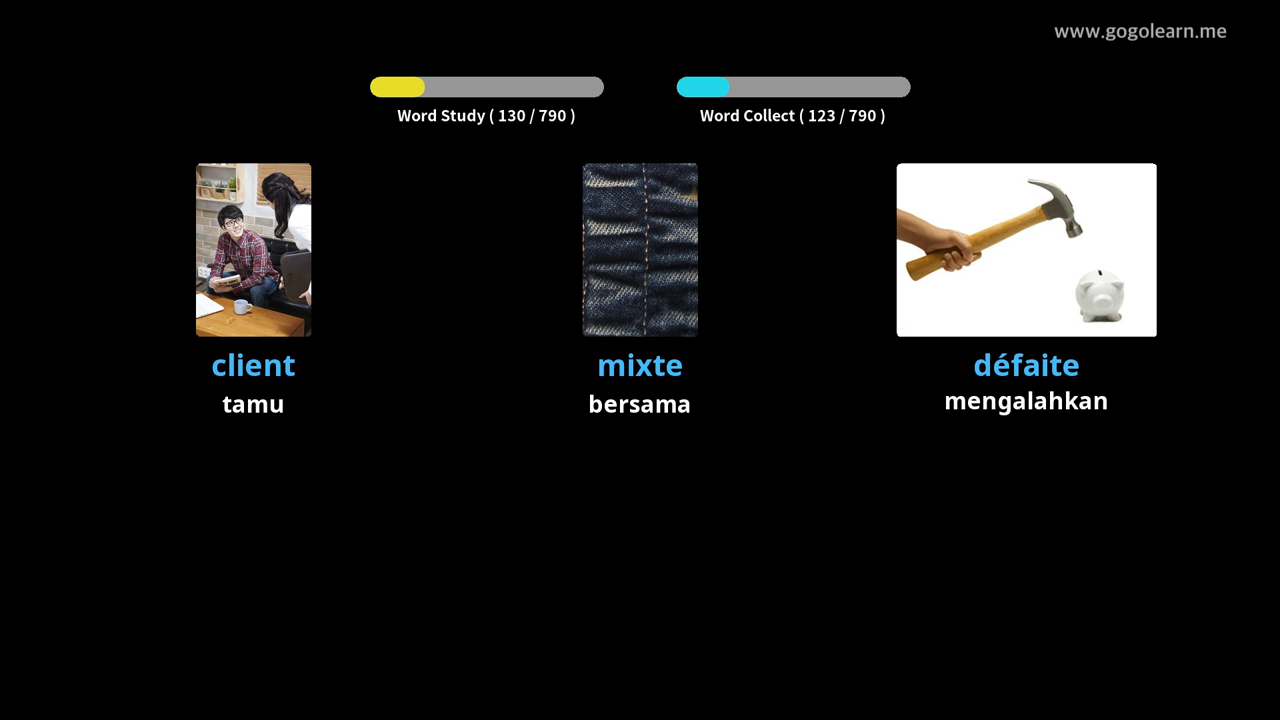 www.gogolearn.me
Word Study ( 130 / 790 )
Word Collect ( 123 / 790 )
client
tamu
mixte
bersama
défaite
mengalahkan